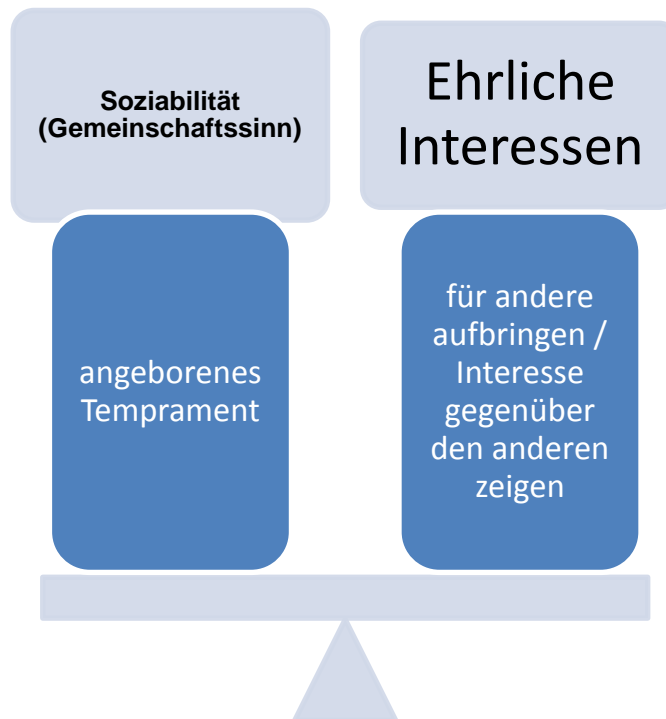 Soziabilität
(Gemeinschaftssinn)
Ehrliche
Interessen
angeborenes
Temprament
für andere
aufbringen /
Interesse
gegenüber
den anderen
zeigen